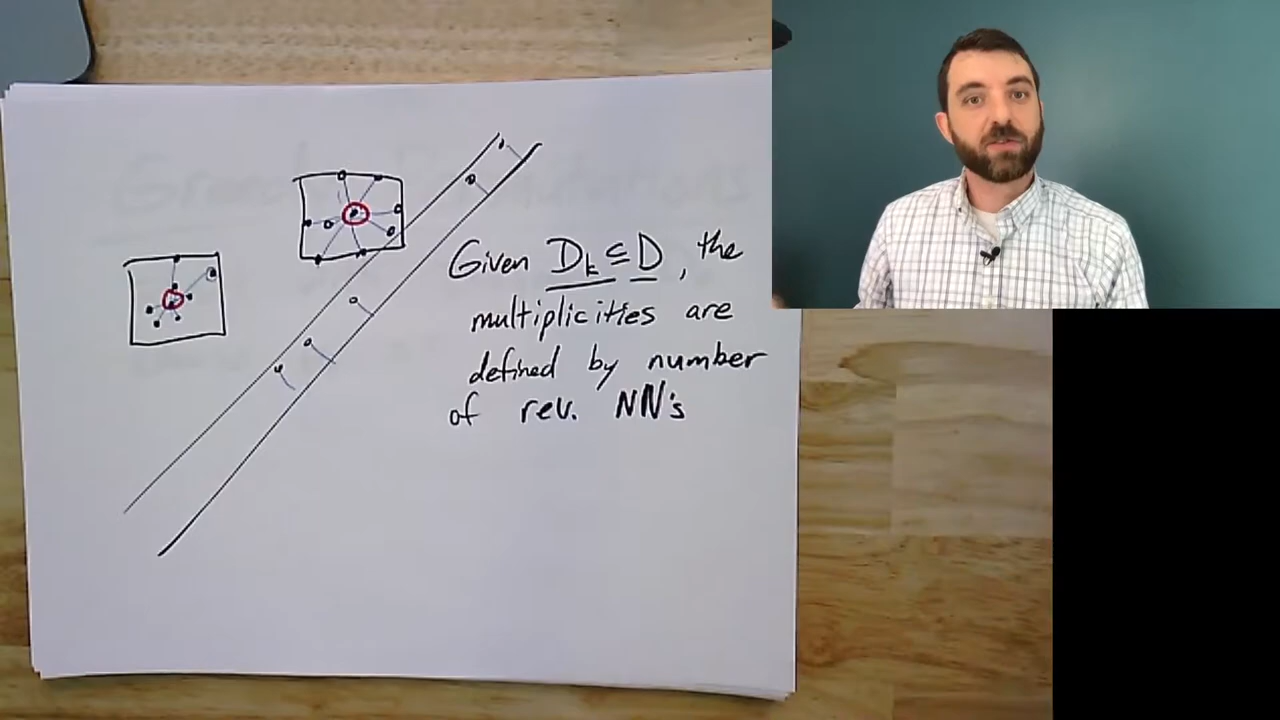 Given Dk ⊆ D, the
multiplicities are
defined by number
of rev. NN's